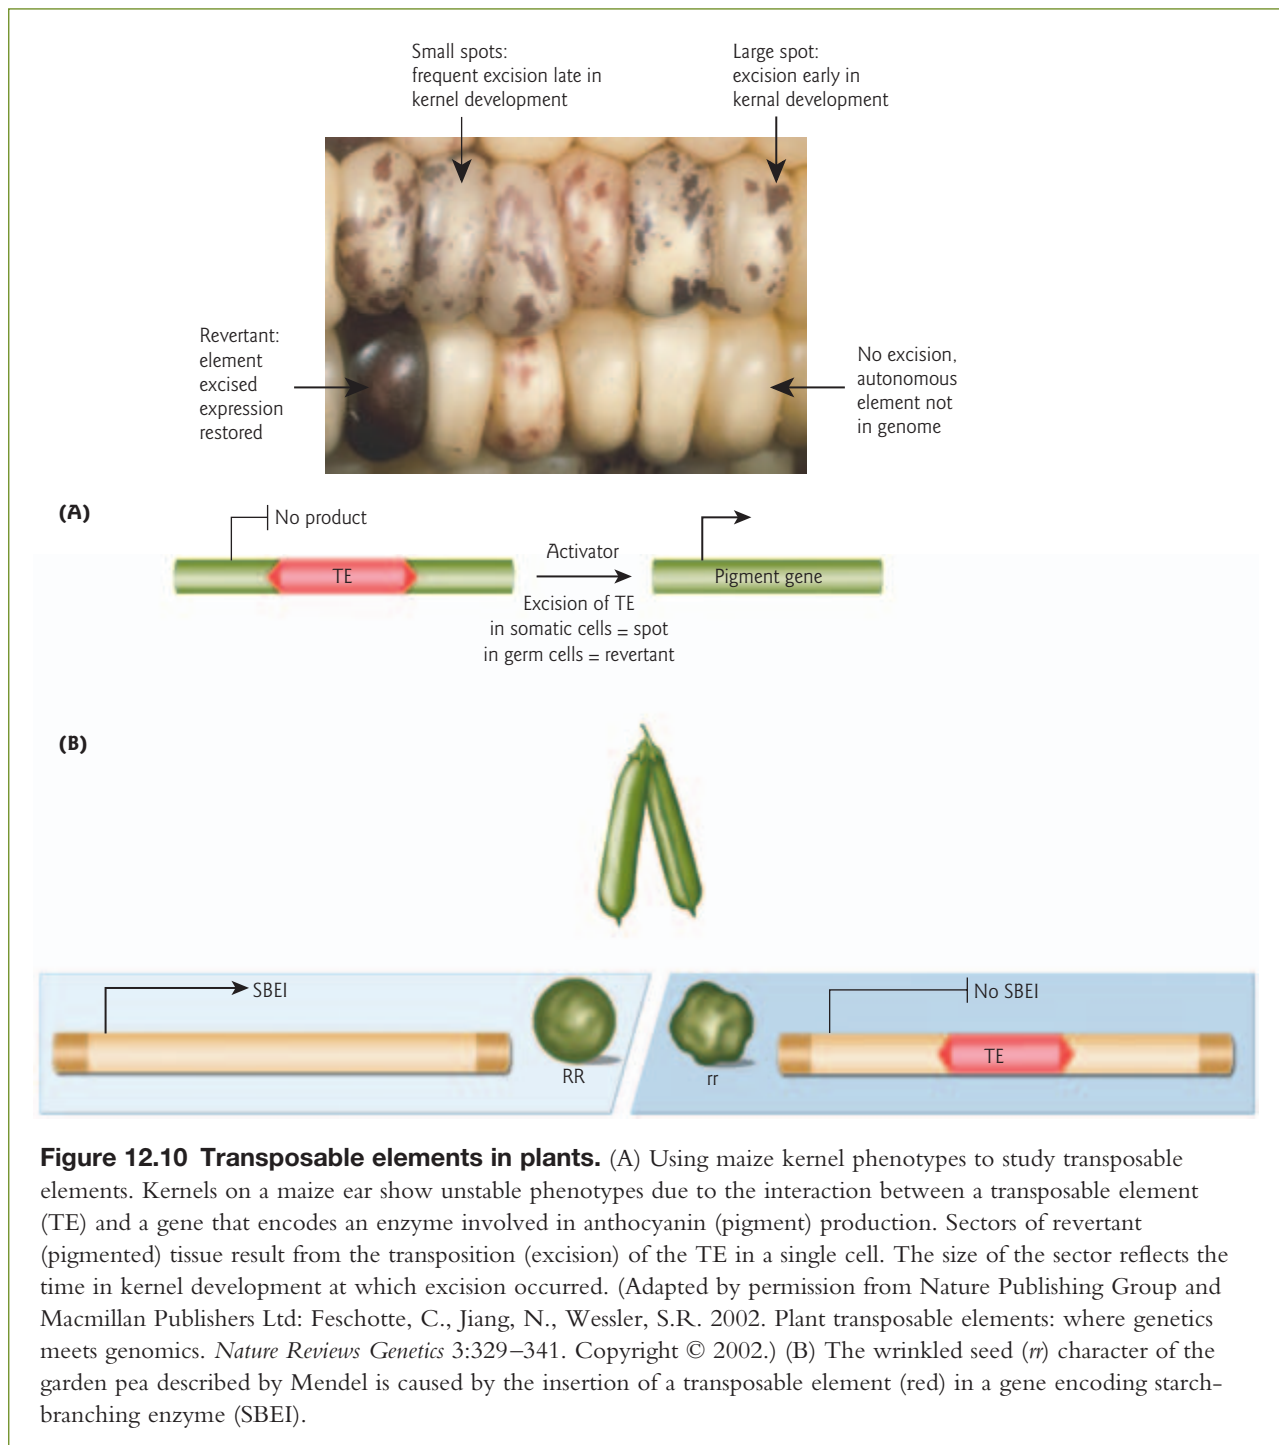 Small spots:
frequent excision late in
kernel development
Large spot:
excision early in
kernal development
Revertant:
element
excised
expression
restored
No excision,
autonomous
element not
in genome
(A)
No product
TE
Activator
Excision of TE
in somatic cells = spot
in germ cells = revertant
Pigment gene
(B)
SBEI
RR
rr
No SBEI
TE
Figure 12.10 Transposable elements in plants. (A) Using maize kernel phenotypes to study transposable
elements. Kernels on a maize ear show unstable phenotypes due to the interaction between a transposable element
(TE) and a gene that encodes an enzyme involved in anthocyanin (pigment) production. Sectors of revertant
(pigmented) tissue result from the transposition (excision) of the TE in a single cell. The size of the sector reflects the
time in kernel development at which excision occurred. (Adapted by permission from Nature Publishing Group and
Macmillan Publishers Ltd: Feschotte, C., Jiang, N., Wessler, S.R. 2002. Plant transposable elements: where genetics
meets genomics. Nature Reviews Genetics 3:329–341. Copyright © 2002.) (B) The wrinkled seed (rr) character of the
garden pea described by Mendel is caused by the insertion of a transposable element (red) in a gene encoding starch-
branching enzyme (SBEI).